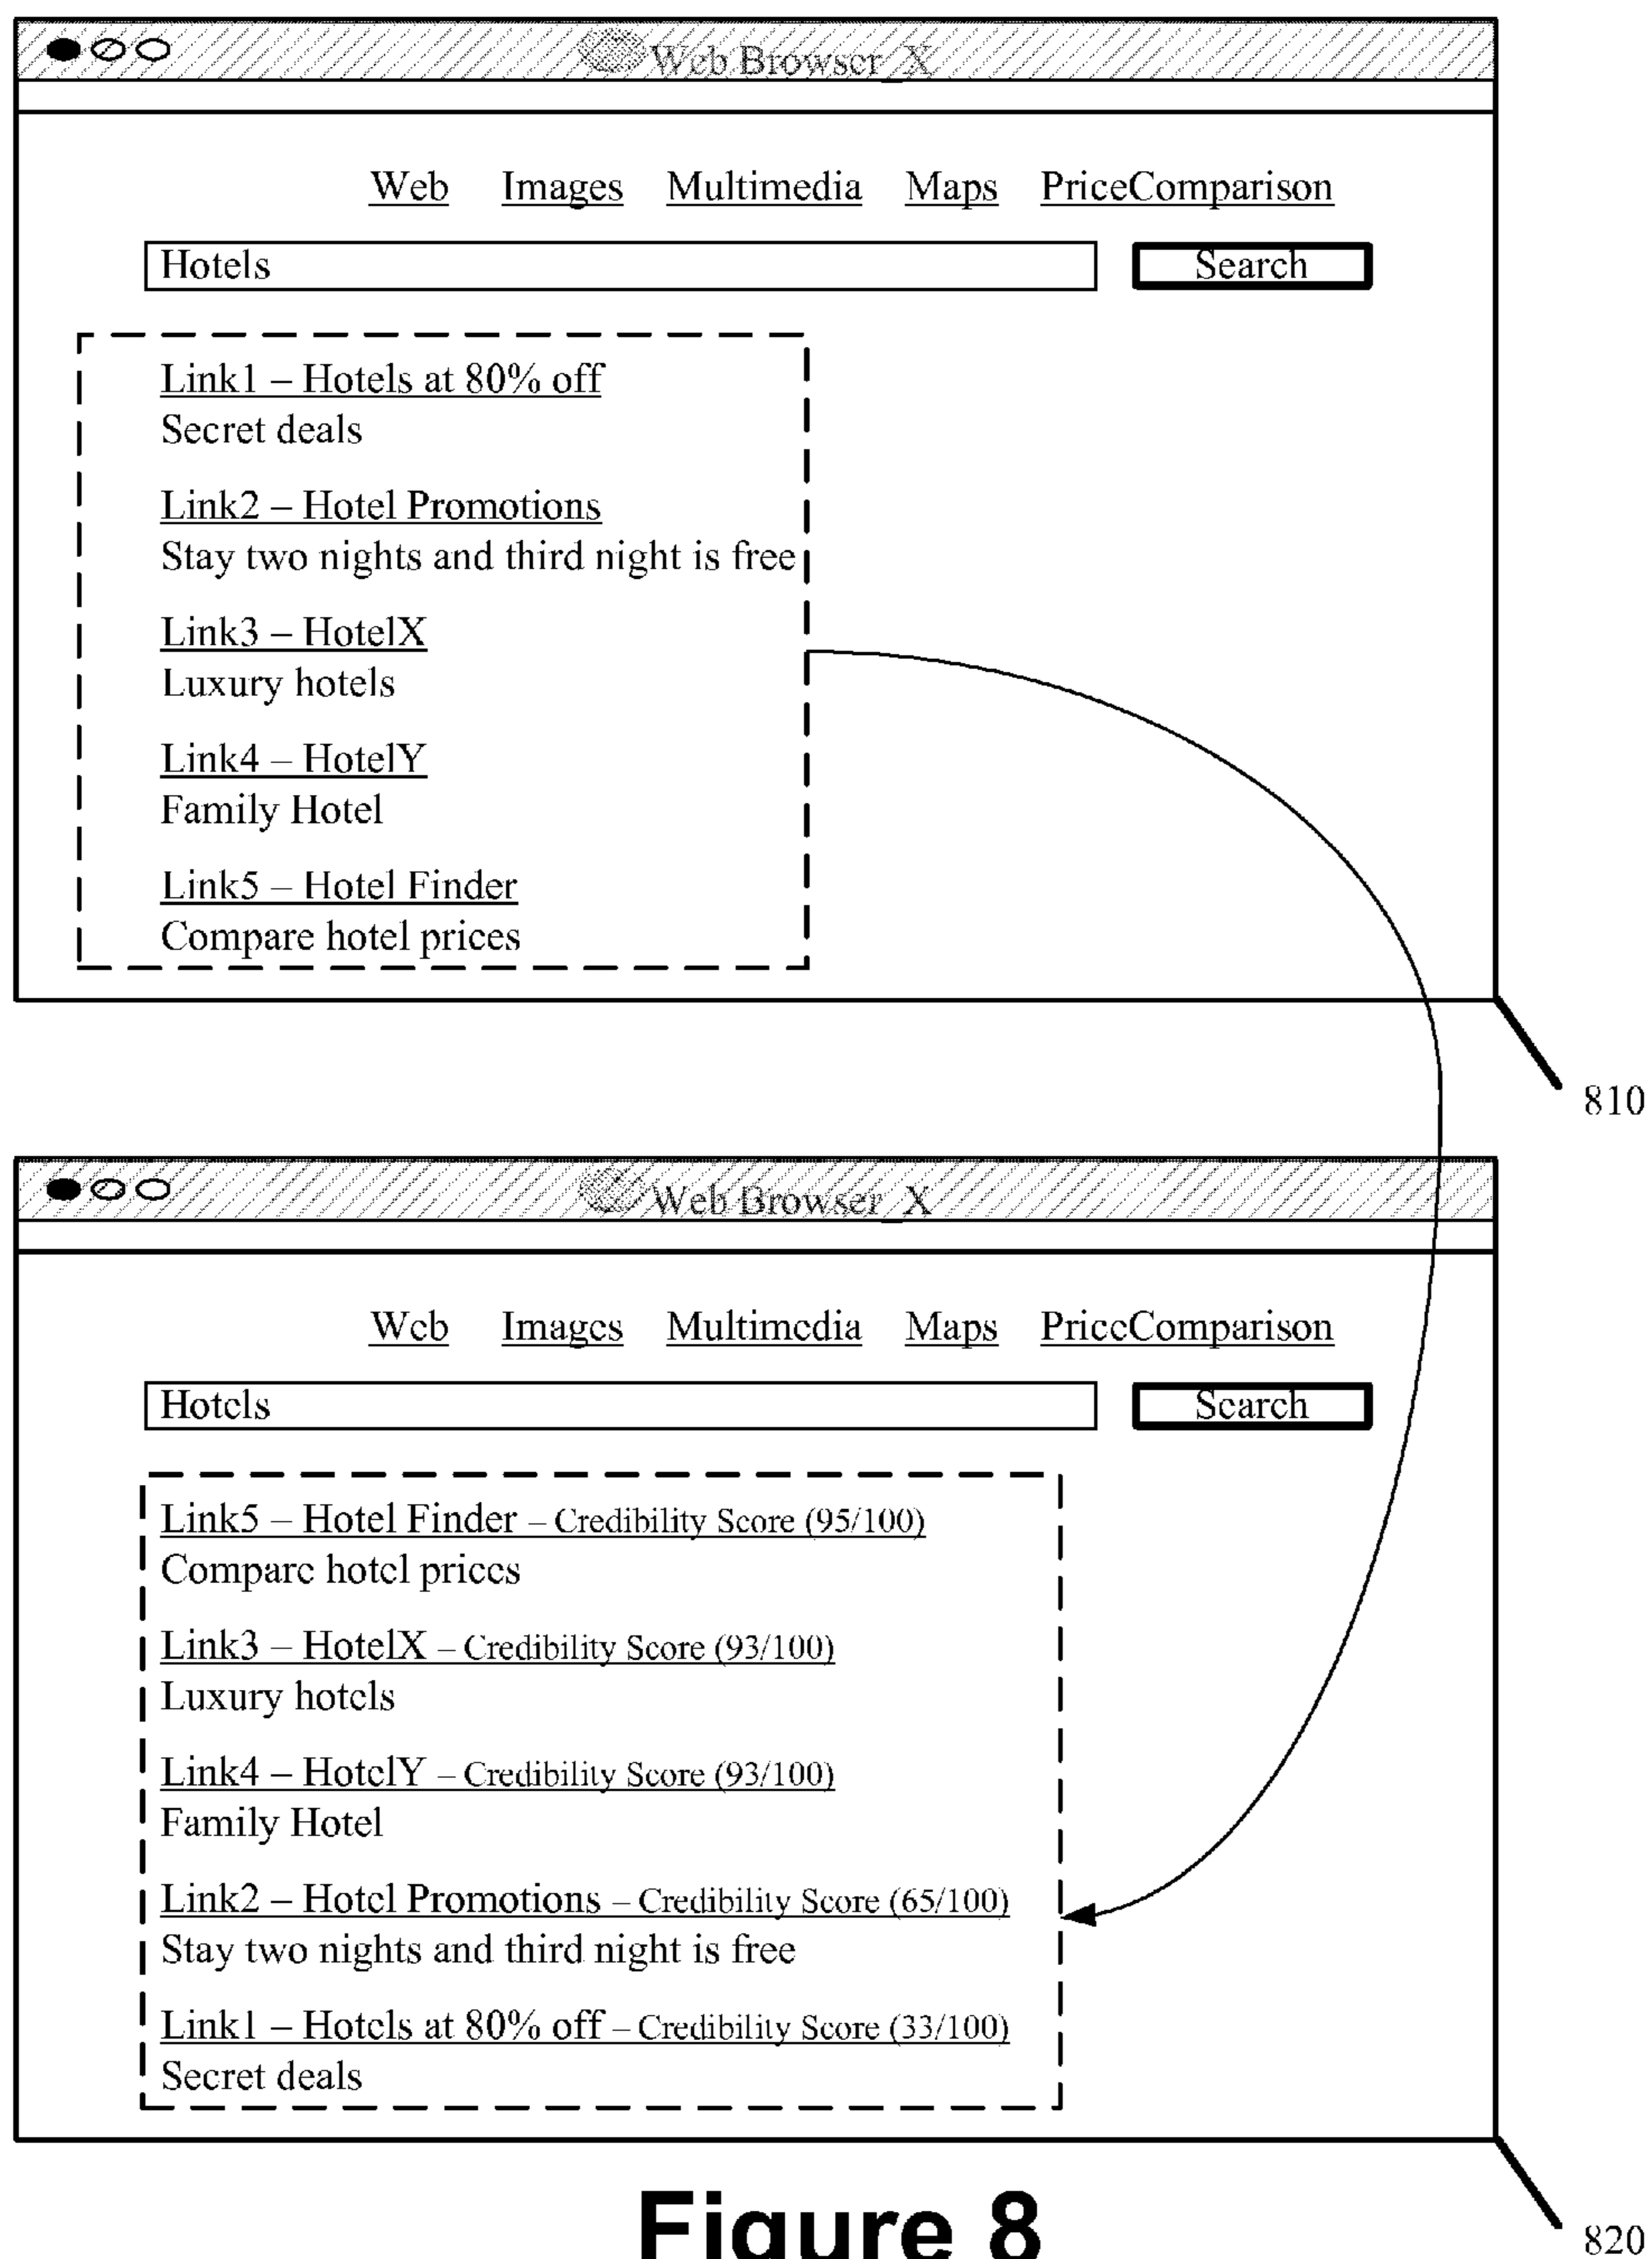 Web Browser_X
Web Images Multimedia Maps PriceComparison
Hotels Search
Link1 – Hotels at 80% off
Secret deals
Link2 – Hotel Promotions
Stay two nights and third night is free
Link3 – HotelX
Luxury hotels
Link4 – HotelY
Family Hotel
Link5 – Hotel Finder
Compare hotel prices
810
Web Browser_X
Web Images Multimedia Maps PriceComparison
Hotels Search
Link5 – Hotel Finder – Credibility Score (95/100)
Compare hotel prices
Link3 – HotelX – Credibility Score (93/100)
Luxury hotels
Link4 – HotelY – Credibility Score (93/100)
Family Hotel
Link2 – Hotel Promotions – Credibility Score (65/100)
Stay two nights and third night is free
Link1 – Hotels at 80% off – Credibility Score (33/100)
Secret deals
Figure 8
820